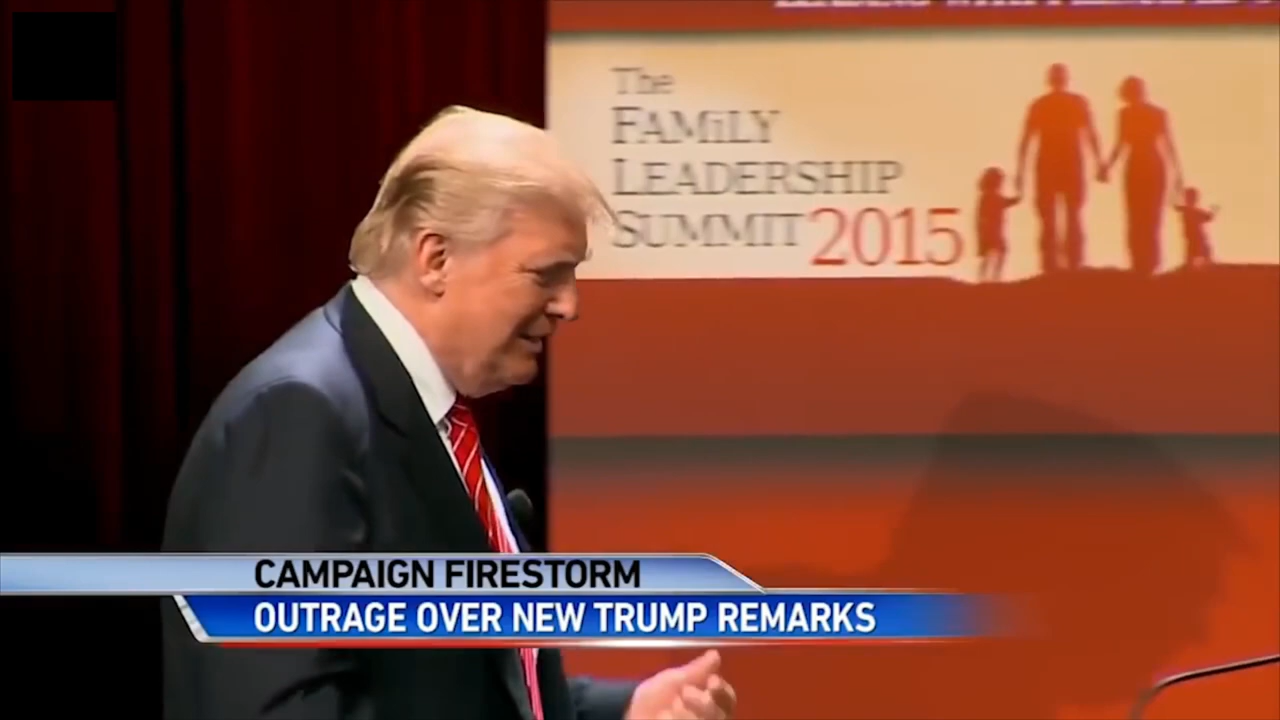 The
FAMiLY
LEADERSHIP
SUMMIT 2015
CAMPAIGN FIRESTORM
OUTRAGE OVER NEW TRUMP REMARKS